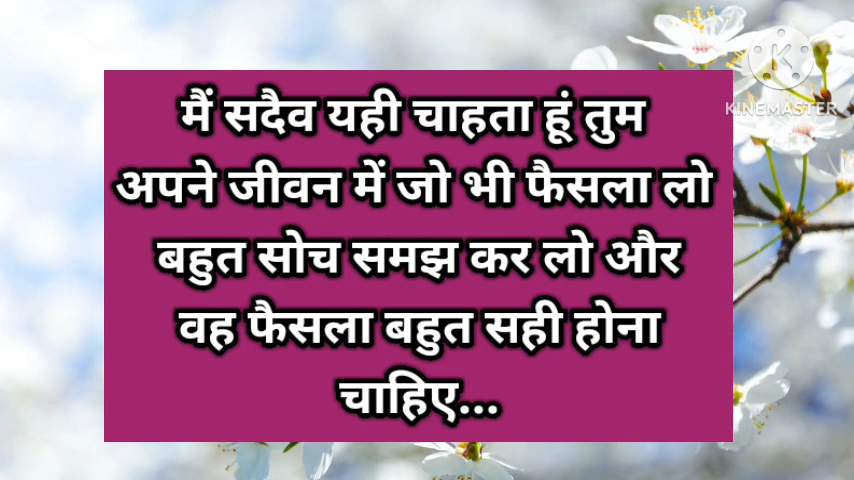 KINEMASTER
मैं सदैव यही चाहता हूं तुम
अपने जीवन में जो भी फैसला लो
बहुत सोच समझ कर लो और
वह फैसला बहुत सही होना
चाहिए...